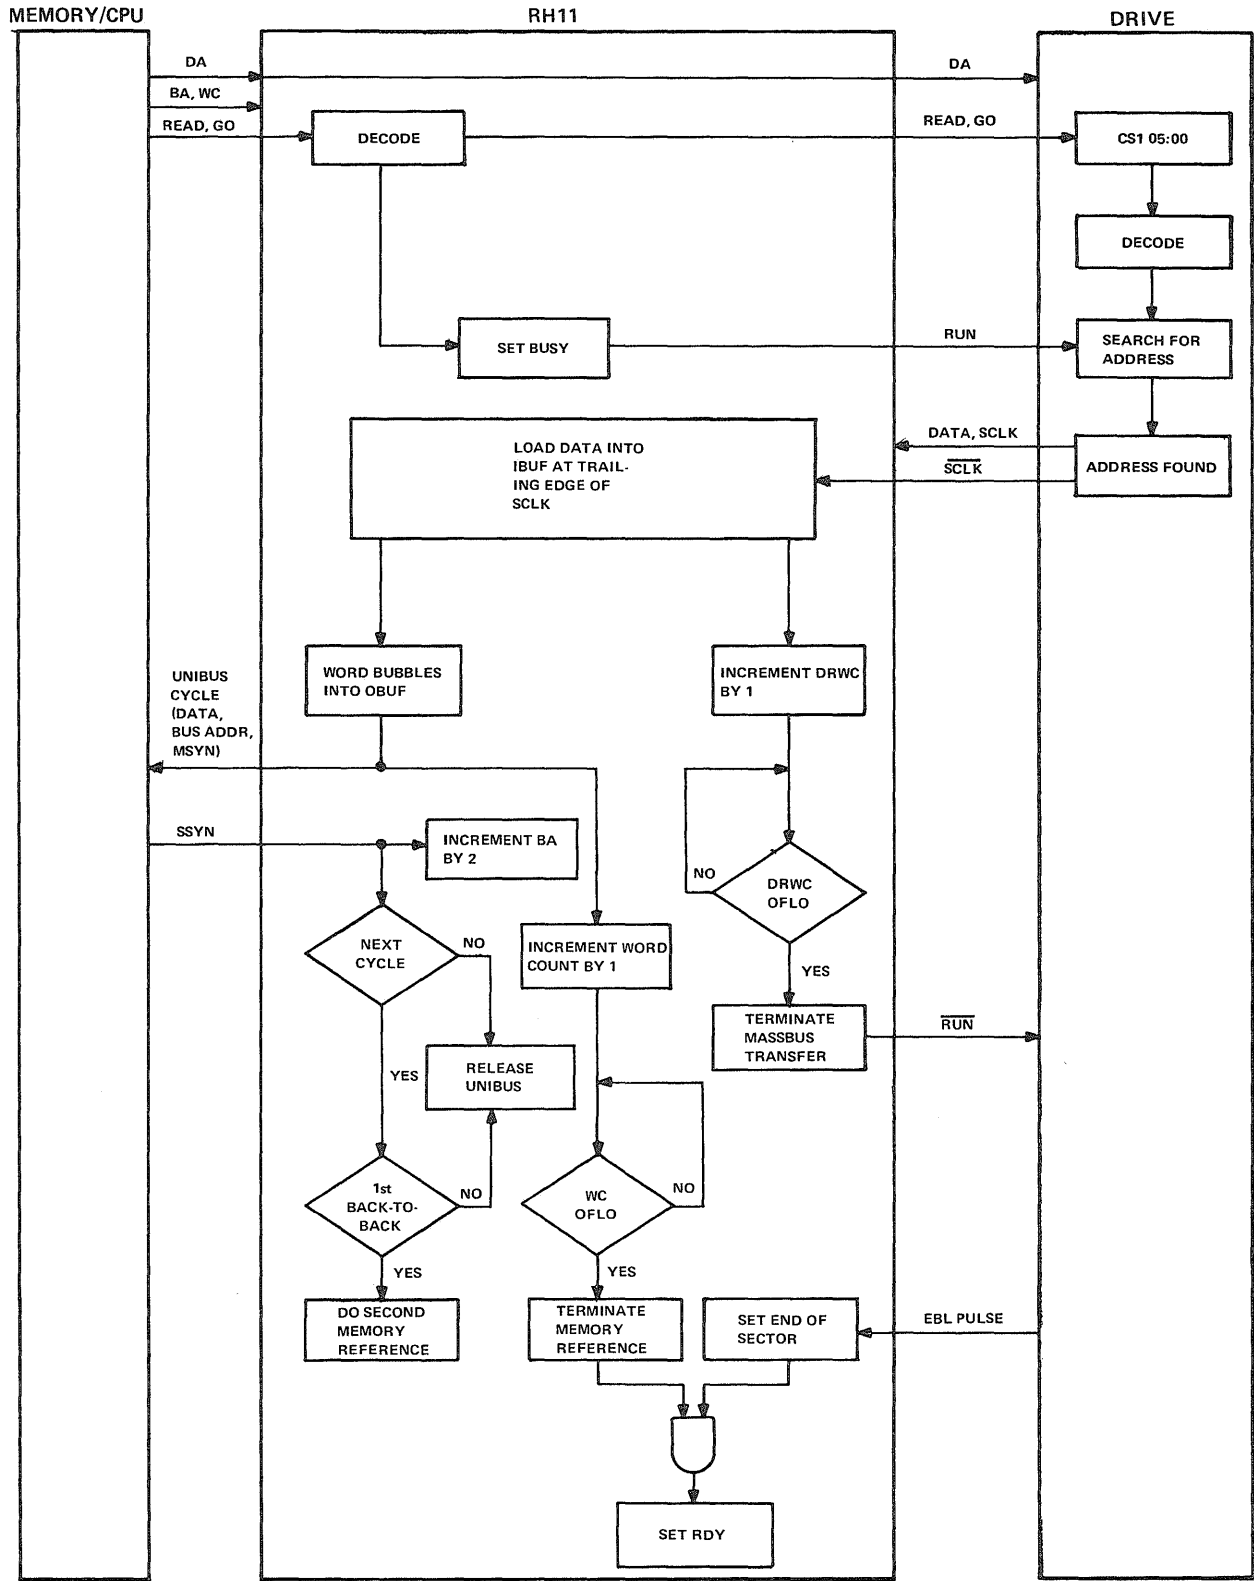 MEMORY/CPU
RH11
DRIVE
DA
DA
BA, WC
READ, GO
DECODE
READ, GO
CS1 05:00
DECODE
SET BUSY
RUN
SEARCH FOR
ADDRESS
LOAD DATA INTO
IBUF AT TRAIL-
ING EDGE OF
SCLK
DATA, SCLK
SCLK
ADDRESS FOUND
WORD BUBBLES
INTO OBUF
INCREMENT DRWC
BY 1
UNIBUS
CYCLE
(DATA,
BUS ADDR,
MSYN)
SSYN
INCREMENT BA
BY 2
NO
DRWC
OFLO
YES
NEXT
CYCLE
NO
INCREMENT WORD
COUNT BY 1
TERMINATE
MASSBUS
TRANSFER
RUN
YES
RELEASE
UNIBUS
1st
BACK-TO-
BACK
NO
WC
OFLO
NO
YES
YES
DO SECOND
MEMORY
REFERENCE
TERMINATE
MEMORY
REFERENCE
SET END OF
SECTOR
EBL PULSE
SET RDY